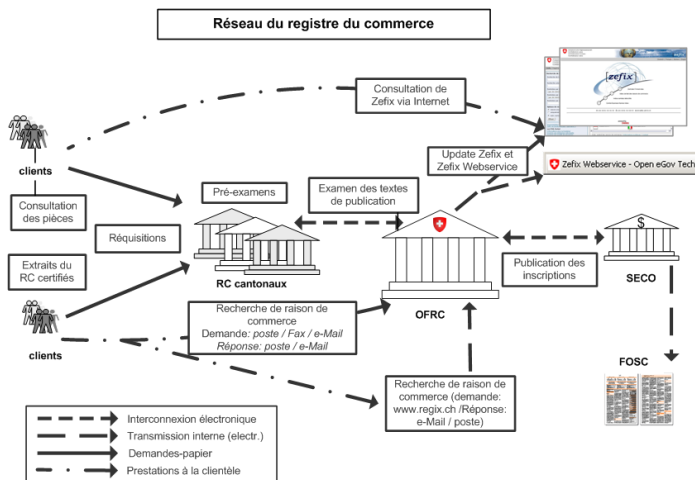 Réseau du registre du commerce
Consultation de
Zefix via Internet
[zefix]
Update Zefix et
Zefix Webservice
Zefix Webservice - Open eGov Tech
clients
Consultation
des pièces
Pré-examens
Examen des textes
de publication
Réquisitions
Extraits du
RC certifiés
RC cantonaux
OFRC
Publication des
inscriptions
$
SECO
clients
Recherche de raison de
commerce
Demande: poste / Fax / e-Mail
Réponse: poste / e-Mail
FOSC
Recherche de raison de
commerce (demande:
www.regix.ch /Réponse:
e-Mail / poste)
Interconnexion électronique
Transmission interne (electr.)
Demandes-papier
Prestations à la clientèle